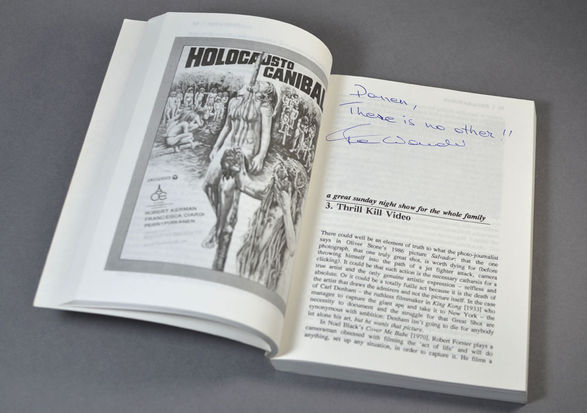 HOLOCAUSTO
CANIBAL
ROBERT KERMAN
FRANCESCA CIARDI
PERRY PIRKANEN
There is no other!!
a great sunday night show for the whole family
3. Thrill Kill Video
There could well be an element of truth to what the photo-journalist
says in Oliver Stone's 1986 picture Salvador: that the one
photograph, that one truly great shot, is worth dying for (before
throwing himself into the path of a jet fighter attack, camera
clicking). It could be that such action is the necessary catharsis for a
true artist and the only genuine artistic expression – selfless and
absolute. Or it could be a totally futile act because it is the death of
the artist that draws the admirers and not the picture itself. In the case
of Carl Denham – the ruthless filmmaker in King Kong [1933] who
manages to capture the giant ape and take it to New York – the
necessity to document and the struggle for that Great Shot are
synonymous with ambition: Denham isn't going to die for anybody
let alone his art, but he wants that picture.
In Noel Black's Cover Me Babe [1970], Robert Forster plays a
cameraman obsessed with filming the 'act of life' and will do
anything, set up any situation, in order to capture it. He films a